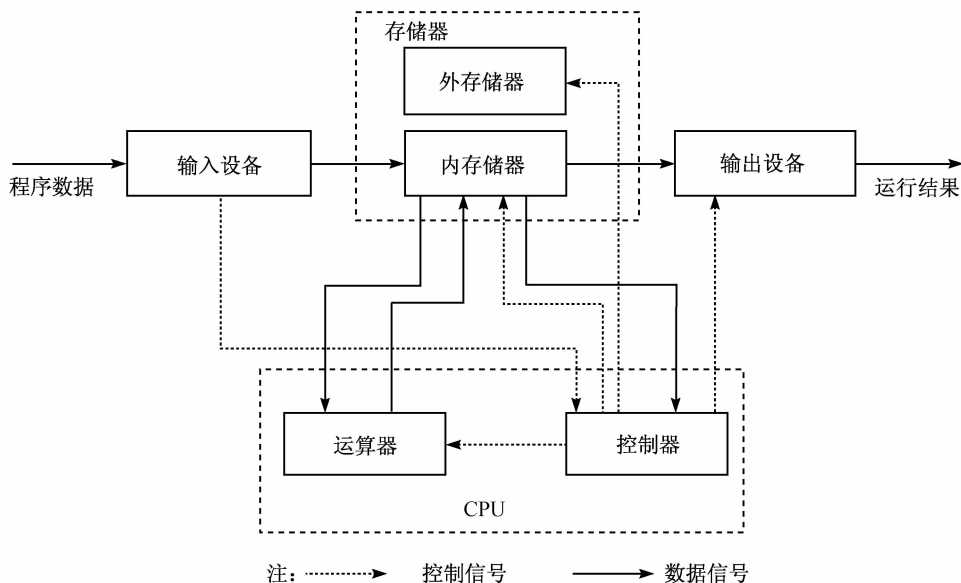 存储器
外存储器
输入设备
内存储器
输出设备
程序数据
运行结果
运算器
控制器
CPU
注：
控制信号
数据信号